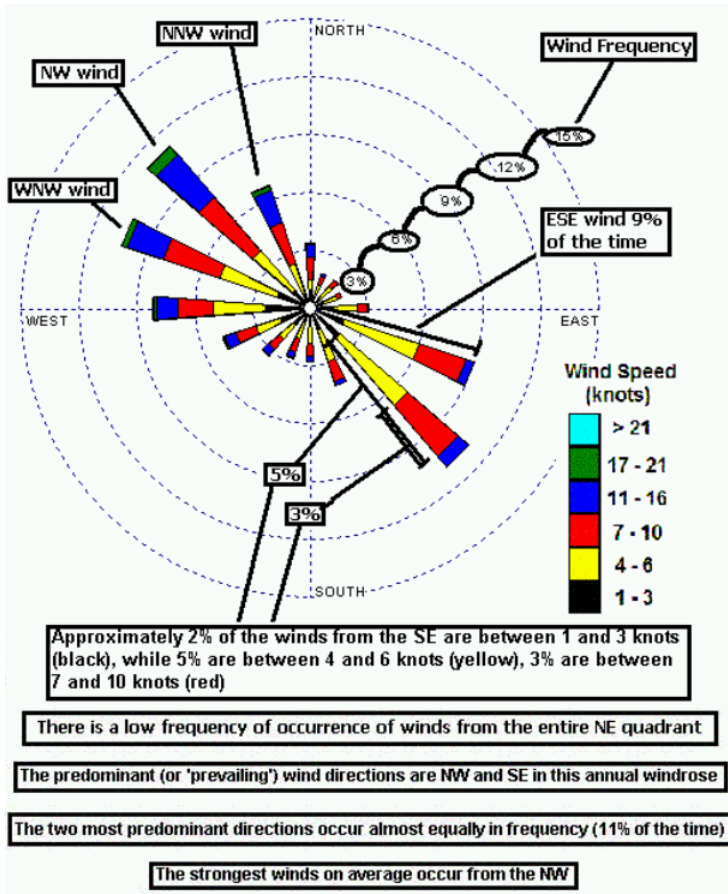 NNW wind
NORTH
Wind Frequency
NW wind
15%
12%
WNW wind
9%
ESE wind 9%
of the time
6%
3%
WEST
EAST
Wind Speed
(knots)
> 21
17 - 21
11 - 16
7 - 10
4 - 6
1 - 3
5%
3%
SOUTH
Approximately 2% of the winds from the SE are between 1 and 3 knots
(black), while 5% are between 4 and 6 knots (yellow), 3% are between
7 and 10 knots (red)
There is a low frequency of occurrence of winds from the entire NE quadrant
The predominant (or 'prevailing') wind directions are NW and SE in this annual windrose
The two most predominant directions occur almost equally in frequency (11% of the time)
The strongest winds on average occur from the NW